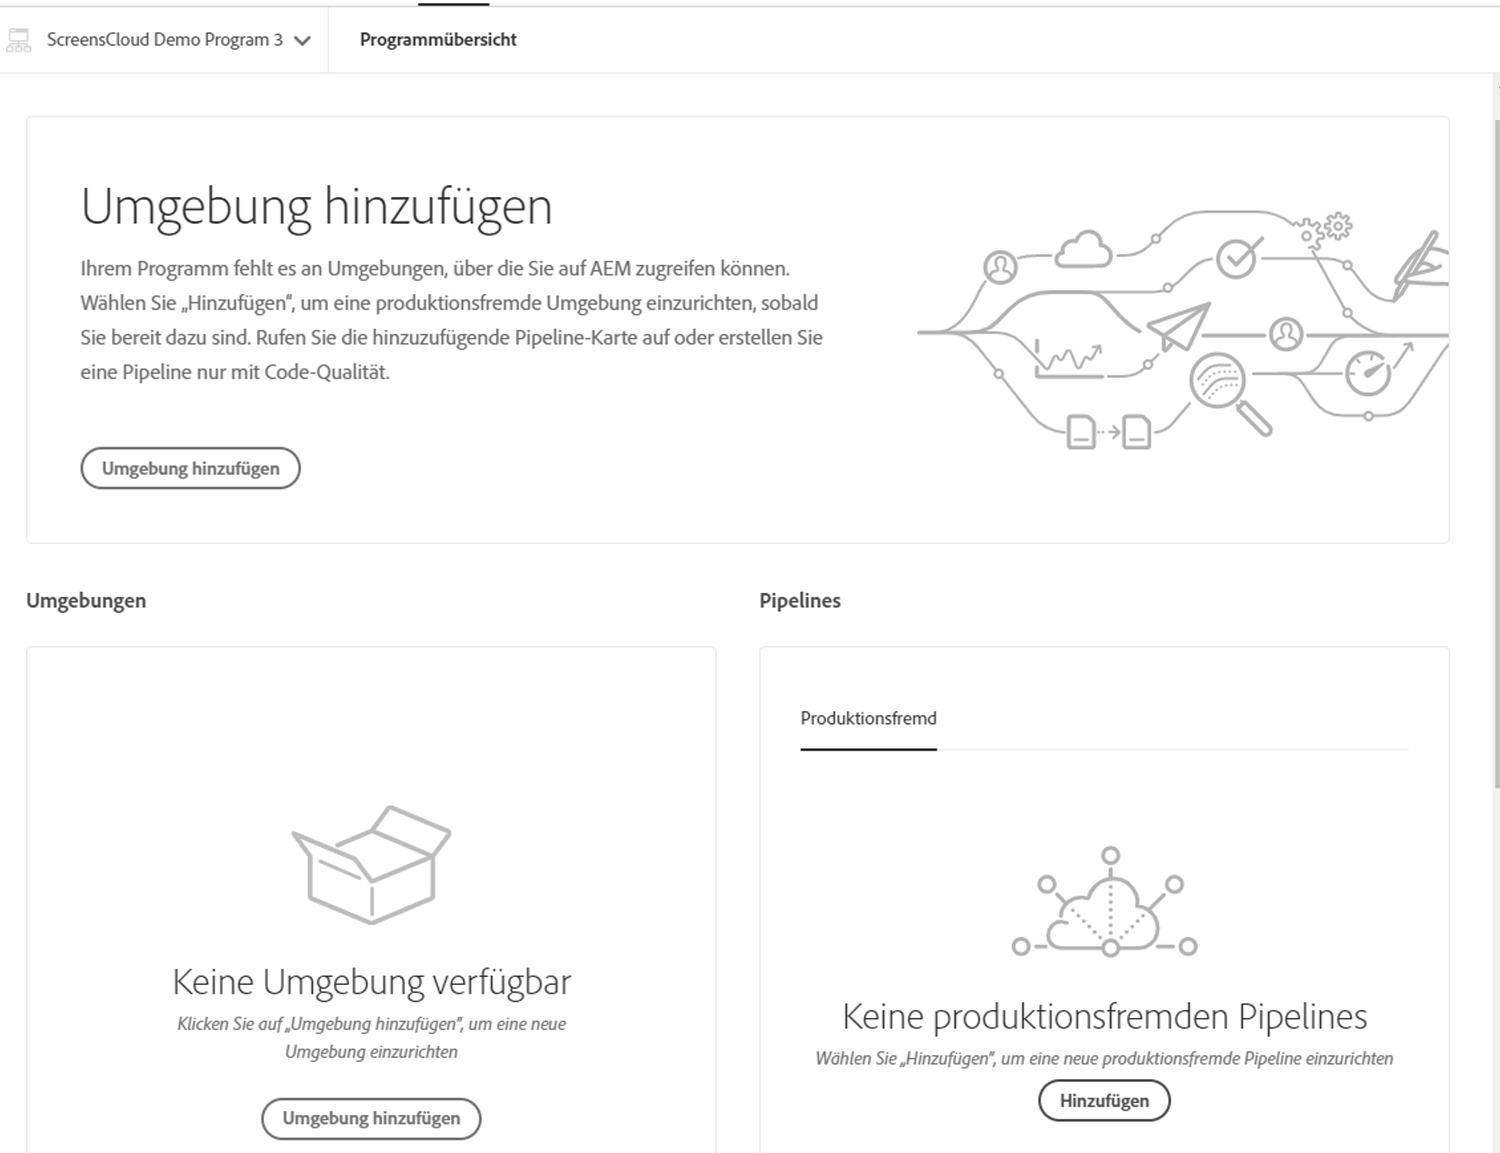 ScreensCloud Demo Program 3
Programmübersicht
Umgebung hinzufügen
Ihrem Programm fehlt es an Umgebungen, über die Sie auf AEM zugreifen können.
Wählen Sie „Hinzufügen“, um eine produktionsfremde Umgebung einzurichten, sobald
Sie bereit dazu sind. Rufen Sie die hinzuzufügende Pipeline-Karte auf oder erstellen Sie
eine Pipeline nur mit Code-Qualität.
Umgebung hinzufügen
Umgebungen
Keine Umgebung verfügbar
Klicken Sie auf „Umgebung hinzufügen“, um eine neue
Umgebung einzurichten
Umgebung hinzufügen
Pipelines
Produktionsfremd
Keine produktionsfremden Pipelines
Wählen Sie „Hinzufügen“, um eine neue produktionsfremde Pipeline einzurichten
Hinzufügen